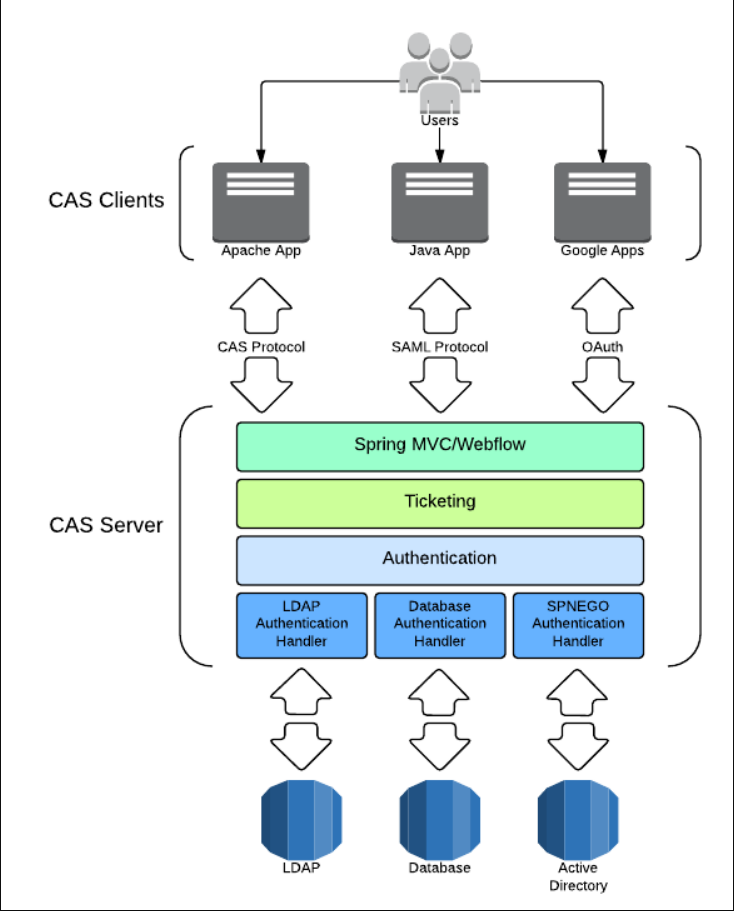 Users
CAS Clients
Apache App
Java App
Google Apps
CAS Protocol
SAML Protocol
OAuth
CAS Server
Spring MVC/Webflow
Ticketing
Authentication
LDAP
Authentication
Handler
Database
Authentication
Handler
SPNEGO
Authentication
Handler
LDAP
Database
Active
Directory